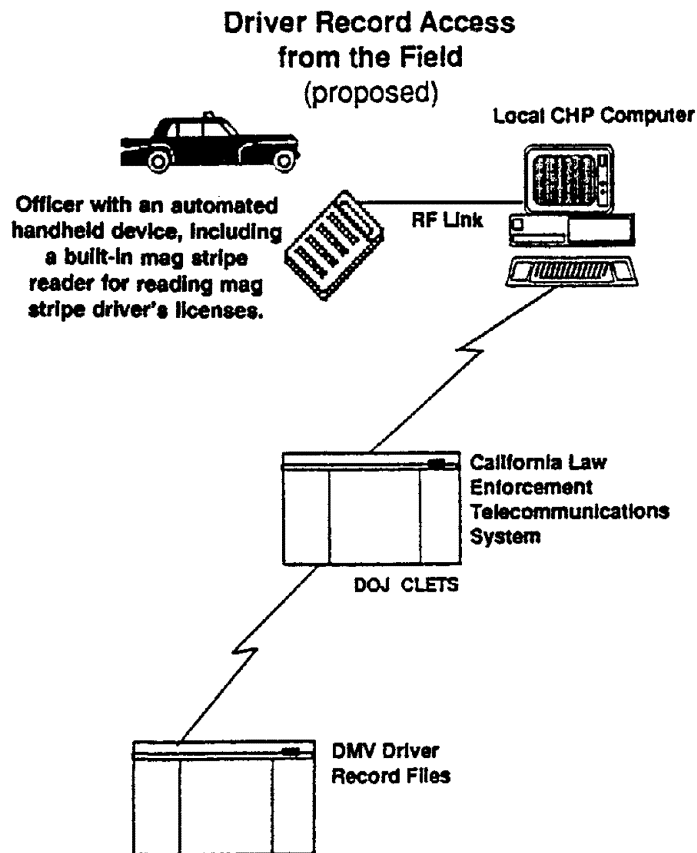 Driver Record Access
from the Field
(proposed)
Local CHP Computer
Officer with an automated
handheld device, including
a built-in mag stripe
reader for reading mag
stripe driver's licenses.
RF Link
California Law
Enforcement
Telecommunications
System
DOJ CLETS
DMV Driver
Record Files